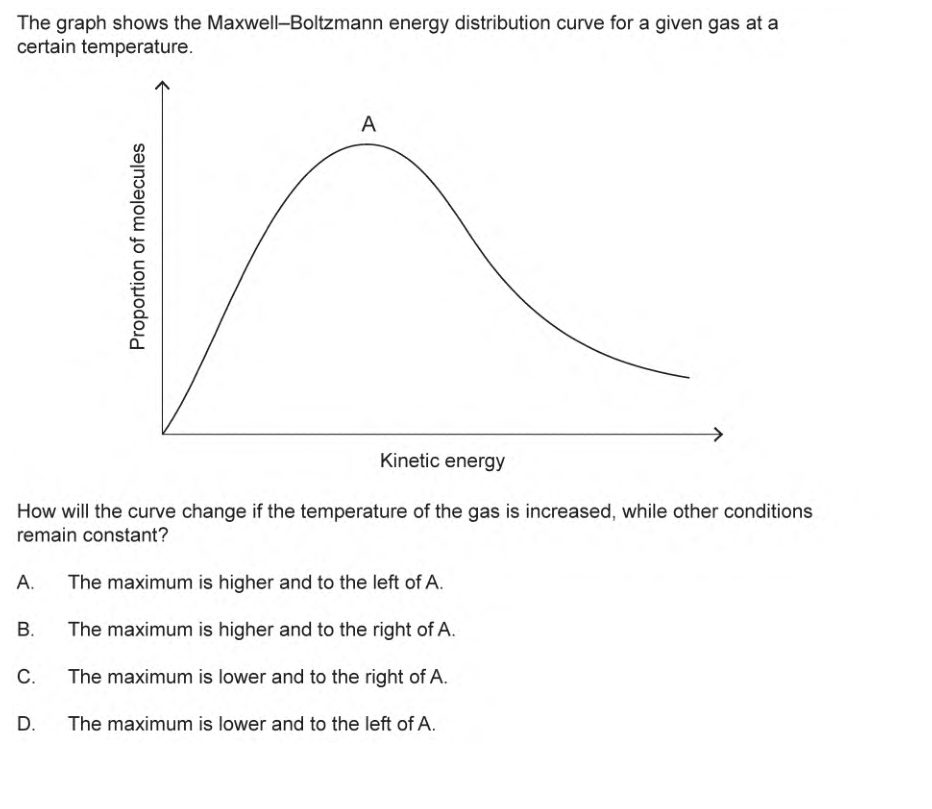 The graph shows the Maxwell–Boltzmann energy distribution curve for a given gas at a
certain temperature.
A
Proportion of molecules
Kinetic energy
How will the curve change if the temperature of the gas is increased, while other conditions
remain constant?
A. The maximum is higher and to the left of A.
B. The maximum is higher and to the right of A.
C. The maximum is lower and to the right of A.
D. The maximum is lower and to the left of A.